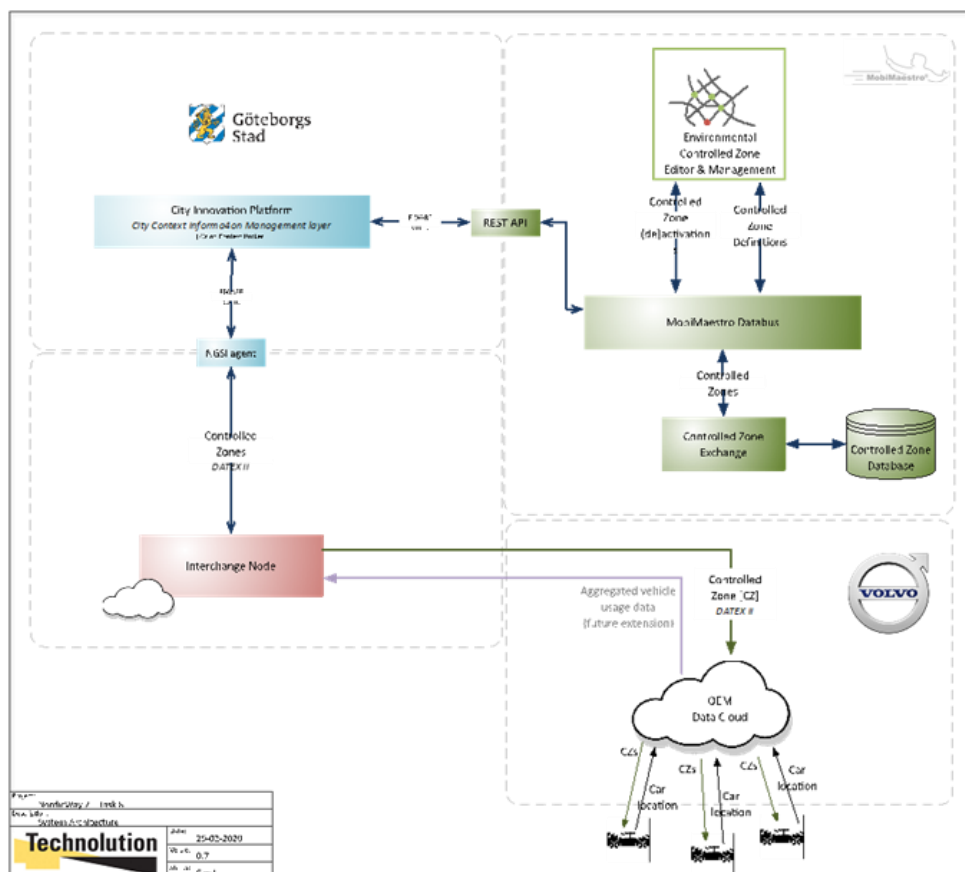 Göteborgs
Stad
MobiMaestro
Environmental
Controlled Zone
Editor & Management
City Innovation Platform
City Context Information Management layer
REST API
Controlled
Zone
(de)activation
s
Controlled
Zone
Definitions
MobiMaestro Databus
NGSI agent
Controlled
Zones
Controlled Zone
Exchange
Controlled Zone
Database
Controlled
Zones
DATEX II
Interchange Node
Aggregated vehicle
usage data
(future extension)
Controlled
Zone [CZ]
DATEX II
VOLVO
OEM
Data Cloud
CZs
CZs
CZs
Car
location
Car
location
Car
location
System Architecture
Technolution
0.7